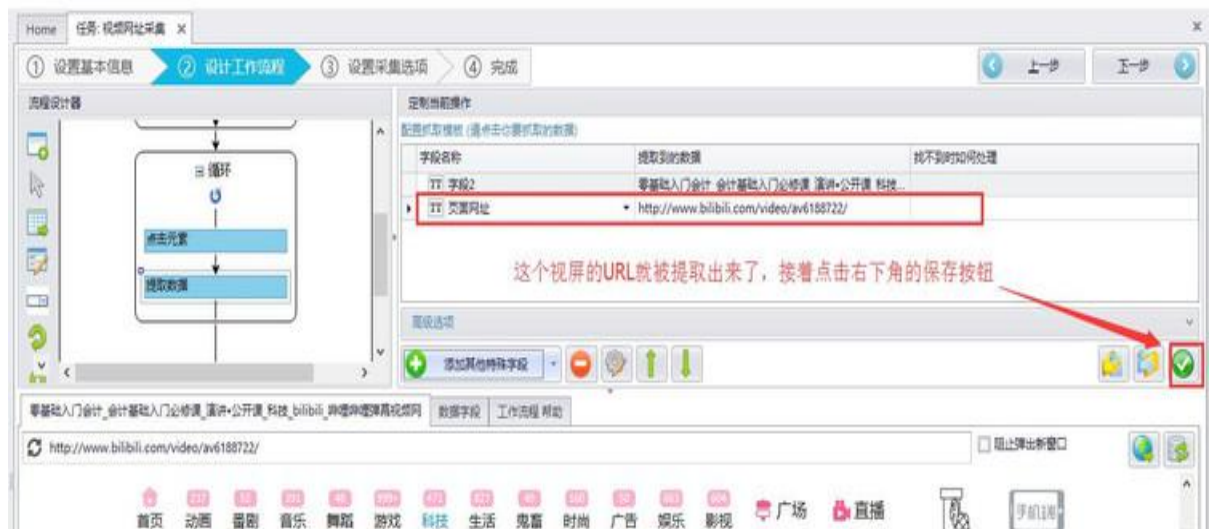 Home 任务: 视频网址采集 ×
① 设置基本信息 ② 设计工作流程 ③ 设置采集选项 ④ 完成 上一步 下一步
流程设计器 定制当前操作
配置抓取模板 (请点击你要抓取的数据)
字段名称 提取到的数据 找不到时如何处理
字段2 零基础入门会计_会计基础入门必修课_演讲•公开课_科技...
页面网址 http://www.bilibili.com/video/av6188722/
循环
点击元素
提取数据
这个视屏的URL就被提取出来了，接着点击右下角的保存按钮
高级选项
添加其他特殊字段
零基础入门会计_会计基础入门必修课_演讲•公开课_科技_bilibili_哔哩哔哩弹幕视频网 数据字段 工作流程 帮助
http://www.bilibili.com/video/av6188722/ 阻止弹出新窗口
237 52 391 48 999+ 471 823 49 160 50 663 604
首页 动画 番剧 音乐 舞蹈 游戏 科技 生活 鬼畜 时尚 广告 娱乐 影视 广场 直播